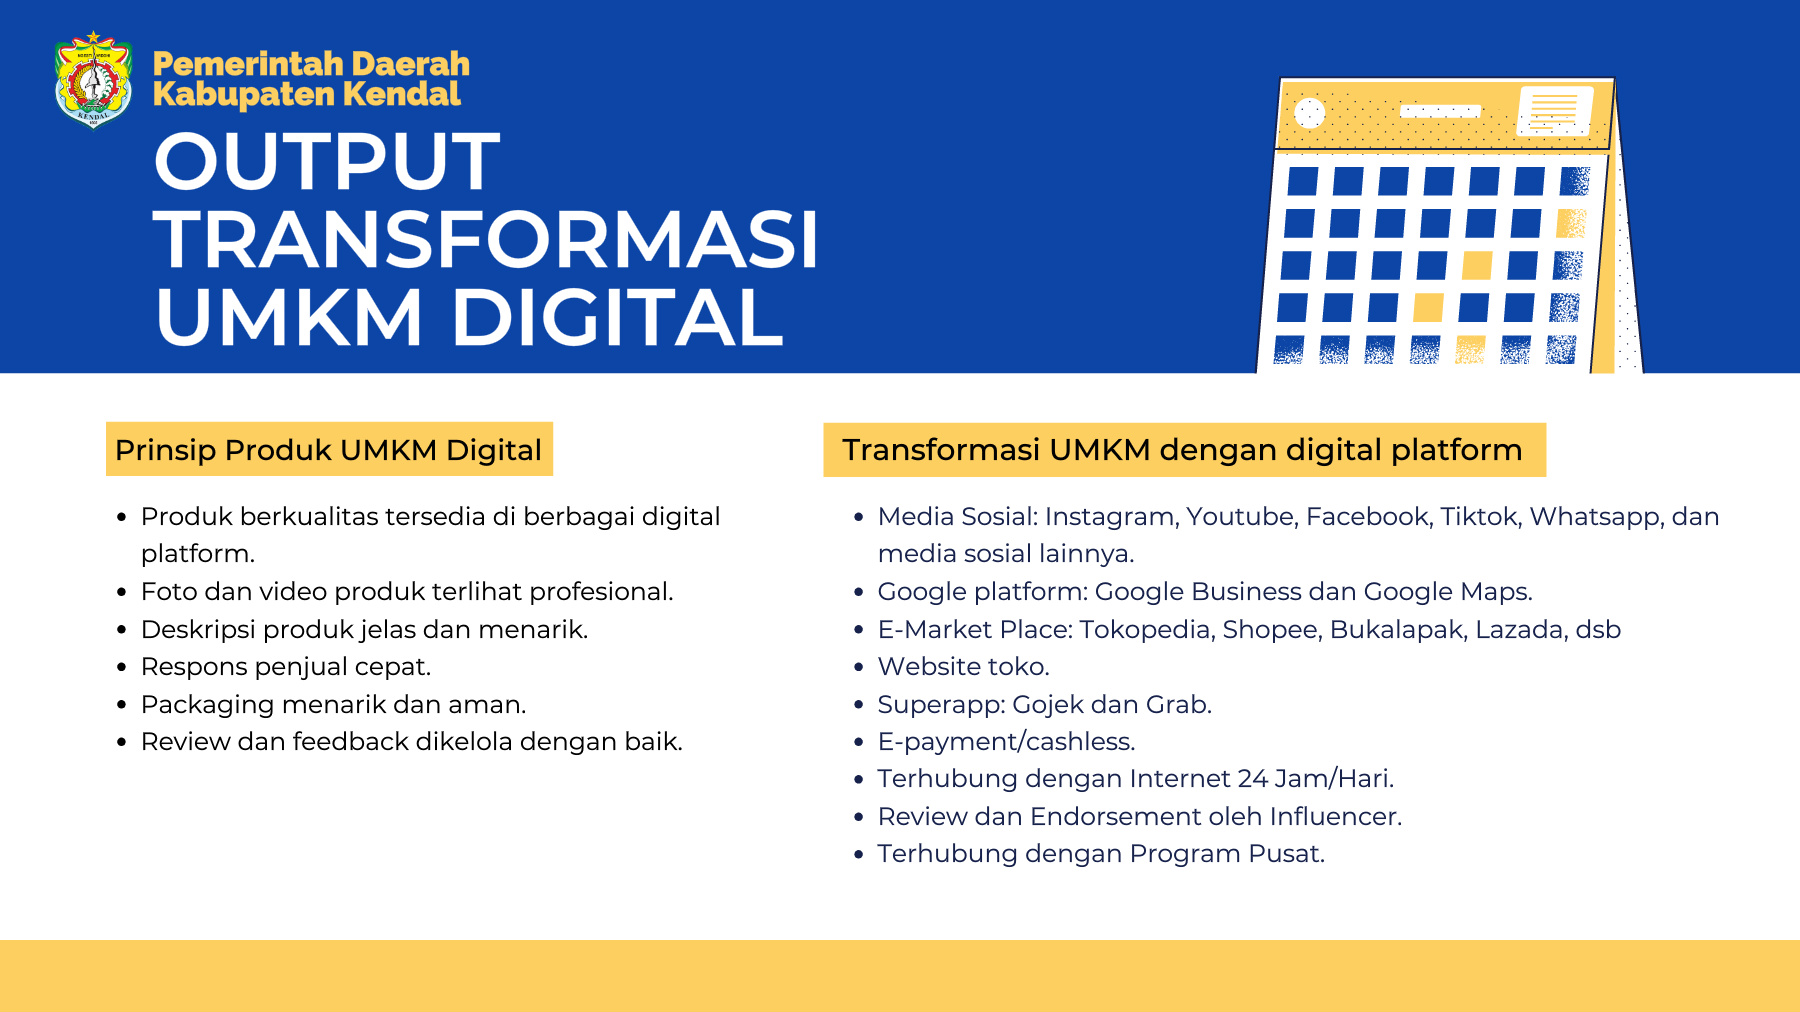 Pemerintah Daerah
Kabupaten Kendal
OUTPUT
TRANSFORMASI
UMKM DIGITAL
Prinsip Produk UMKM Digital
• Produk berkualitas tersedia di berbagai digital
platform.
• Foto dan video produk terlihat profesional.
• Deskripsi produk jelas dan menarik.
• Respons penjual cepat.
• Packaging menarik dan aman.
• Review dan feedback dikelola dengan baik.
Transformasi UMKM dengan digital platform
• Media Sosial: Instagram, Youtube, Facebook, Tiktok, Whatsapp, dan
media sosial lainnya.
• Google platform: Google Business dan Google Maps.
• E-Market Place: Tokopedia, Shopee, Bukalapak, Lazada, dsb
• Website toko.
• Superapp: Gojek dan Grab.
• E-payment/cashless.
• Terhubung dengan Internet 24 Jam/Hari.
• Review dan Endorsement oleh Influencer.
• Terhubung dengan Program Pusat.
KENDAL